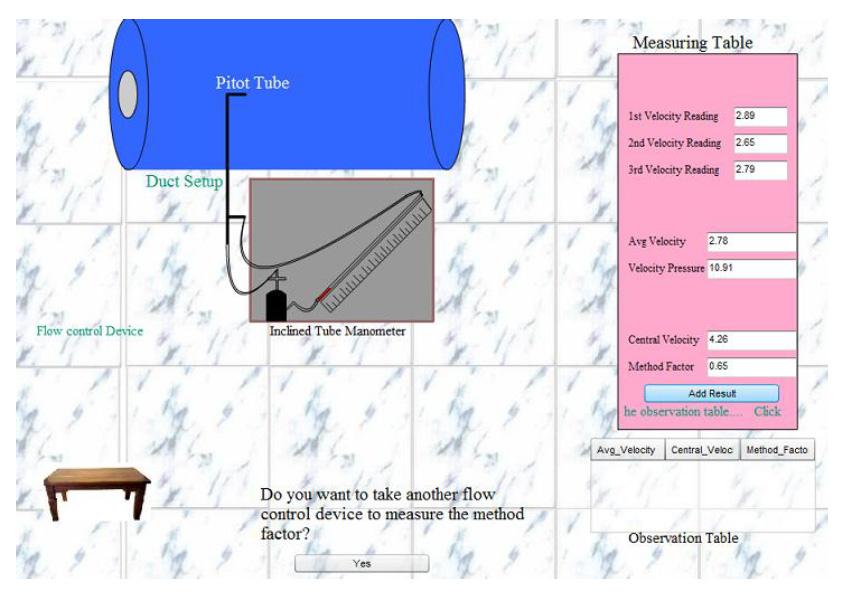 Measuring Table
Pitot Tube
1st Velocity Reading 2.89
2nd Velocity Reading 2.65
3rd Velocity Reading 2.79
Duct Setup
Avg Velocity 2.78
Velocity Pressure 10.91
Flow control Device
Inclined Tube Manometer
Central Velocity 4.26
Method Factor 0.65
Add Result
he observation table.... Click
Avg_Velocity Central_Veloc Method_Facto
Do you want to take another flow
control device to measure the method
factor?
Observation Table
Yes